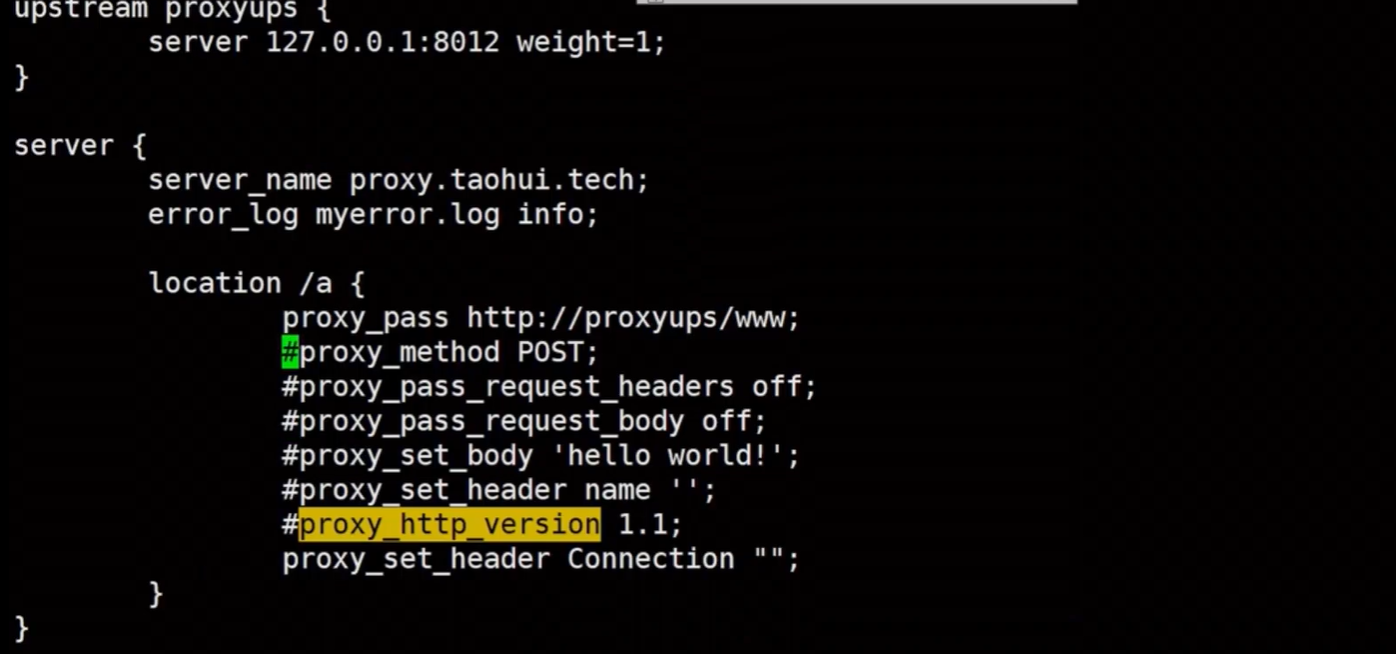 upstream proxyups {
server 127.0.0.1:8012 weight=1;
}
server {
server_name proxy.taohui.tech;
error_log myerror.log info;
location /a {
proxy_pass http://proxyups/www;
#proxy_method POST;
#proxy_pass_request_headers off;
#proxy_pass_request_body off;
#proxy_set_body 'hello world!';
#proxy_set_header name '';
#proxy_http_version 1.1;
proxy_set_header Connection "";
}
}